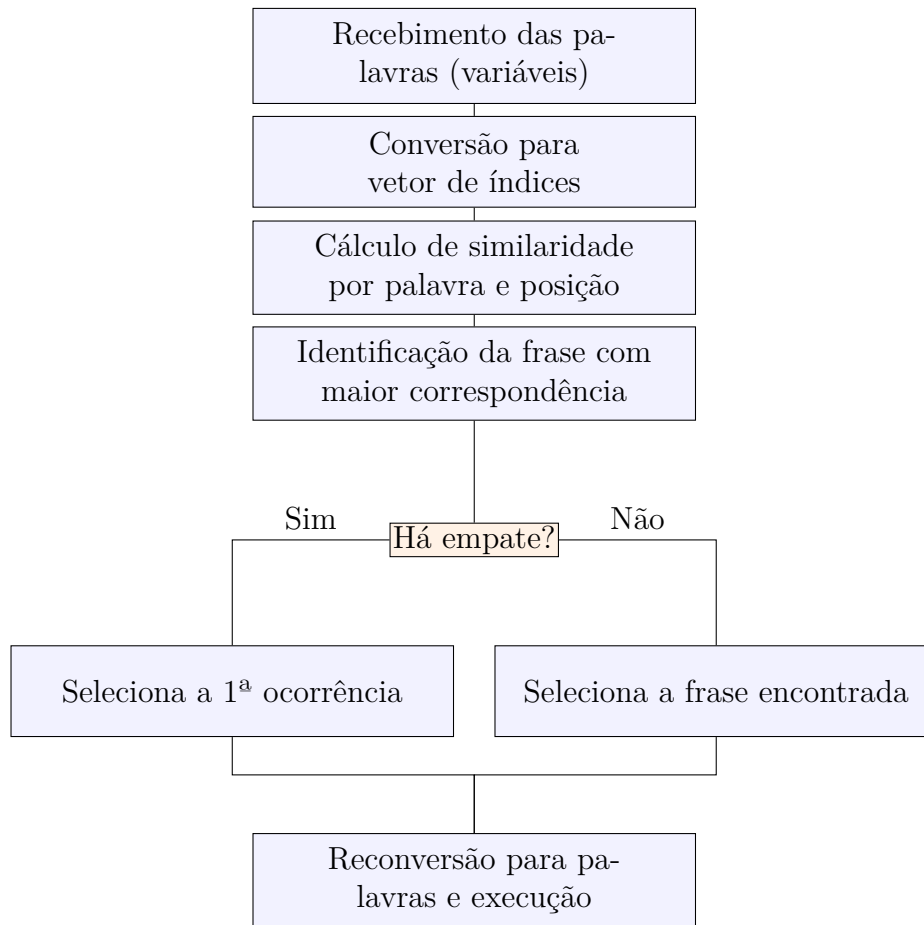 Recebimento das pa-
lavras (variáveis)
Conversão para
vetor de índices
Cálculo de similaridade
por palavra e posição
Identificação da frase com
maior correspondência
Sim
Há empate?
Não
Seleciona a 1ª ocorrência
Seleciona a frase encontrada
Reconversão para pa-
lavras e execução